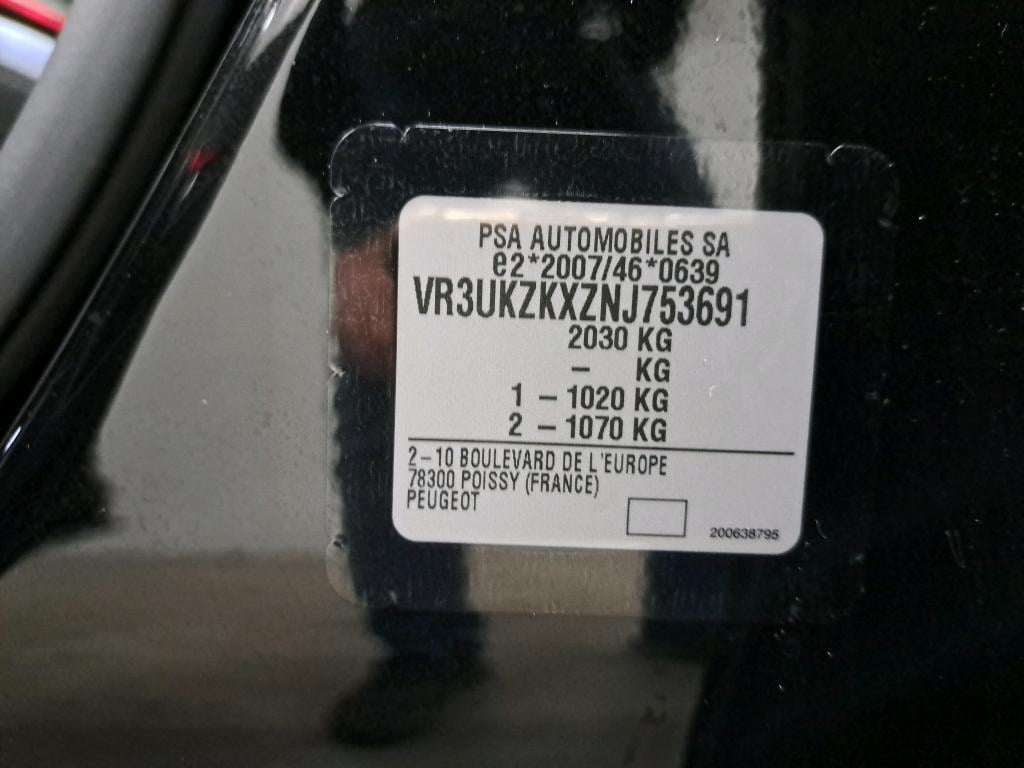 PSA AUTOMOBILES SA
e2*2007/46*0639
VR3UKZKXZNJ753691
2030 KG
– KG
1 – 1020 KG
2 – 1070 KG
2–10 BOULEVARD DE L'EUROPE
78300 POISSY (FRANCE)
PEUGEOT
200638795